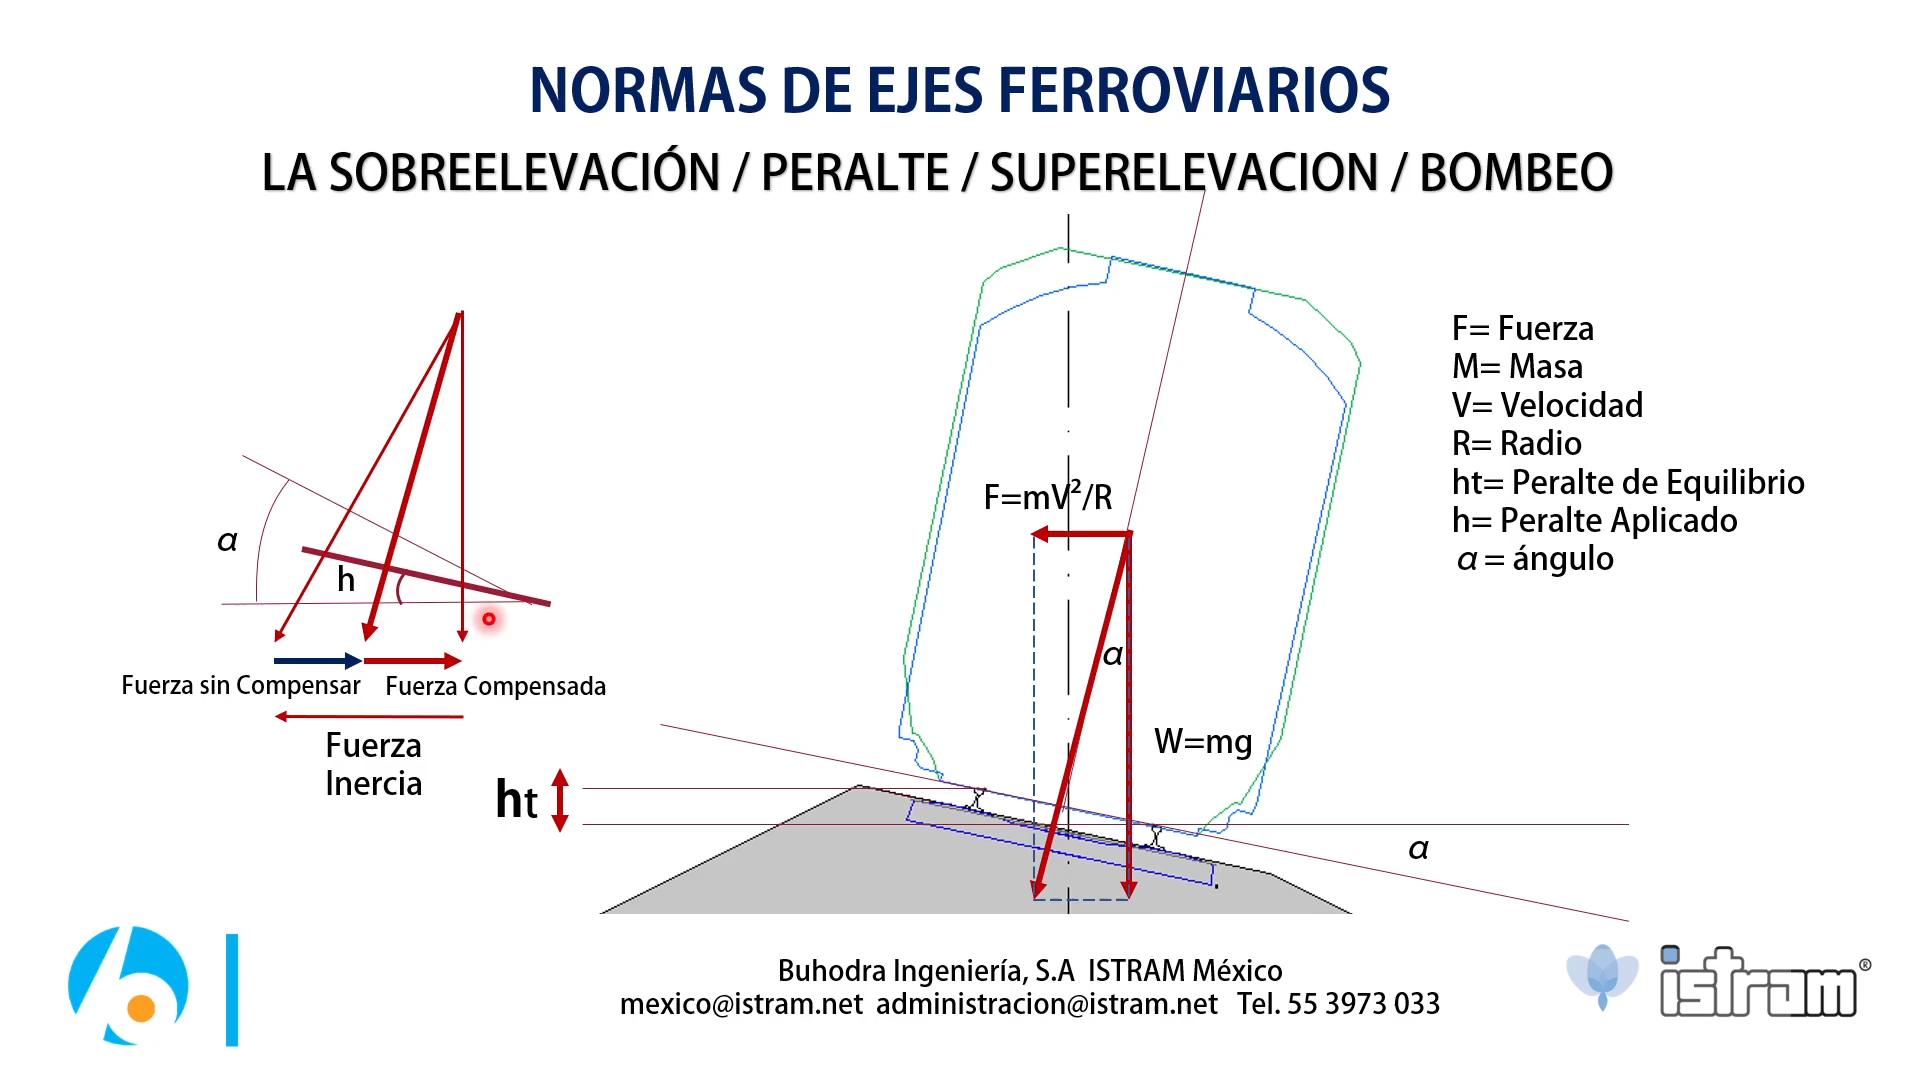 NORMAS DE EJES FERROVIARIOS
LA SOBREELEVACIÓN / PERALTE / SUPERELEVACION / BOMBEO
α
h
Fuerza sin Compensar
Fuerza Compensada
Fuerza
Inercia
ht
F=mV²/R
α
W=mg
α
F= Fuerza
M= Masa
V= Velocidad
R= Radio
ht= Peralte de Equilibrio
h= Peralte Aplicado
α = ángulo
Buhodra Ingeniería, S.A ISTRAM México
mexico@istram.net administracion@istram.net Tel. 55 3973 033
istram®